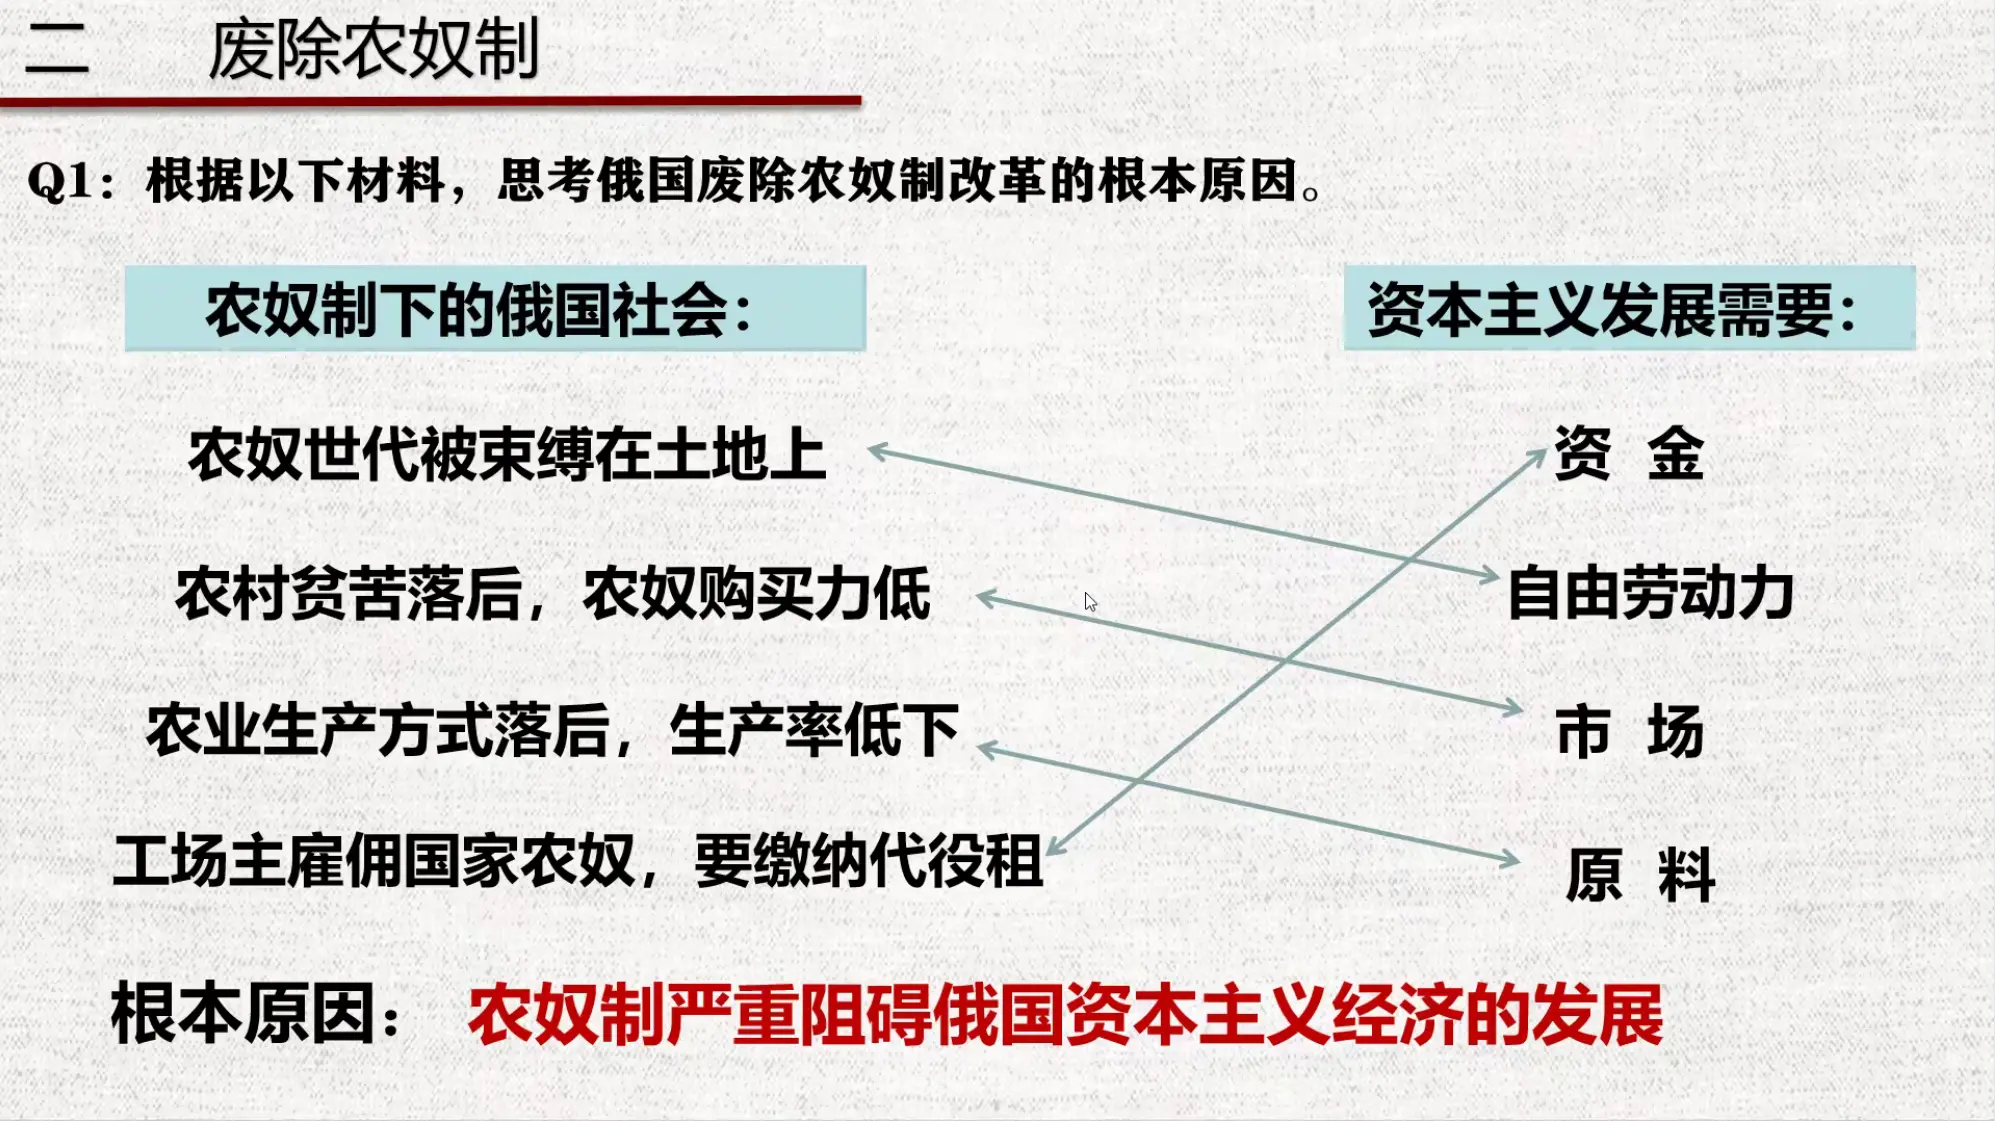 二 废除农奴制
Q1：根据以下材料，思考俄国废除农奴制改革的根本原因。
农奴制下的俄国社会：
资本主义发展需要：
农奴世代被束缚在土地上
资 金
农村贫苦落后，农奴购买力低
自由劳动力
农业生产方式落后，生产率低下
市 场
工场主雇佣国家农奴，要缴纳代役租
原 料
根本原因： 农奴制严重阻碍俄国资本主义经济的发展